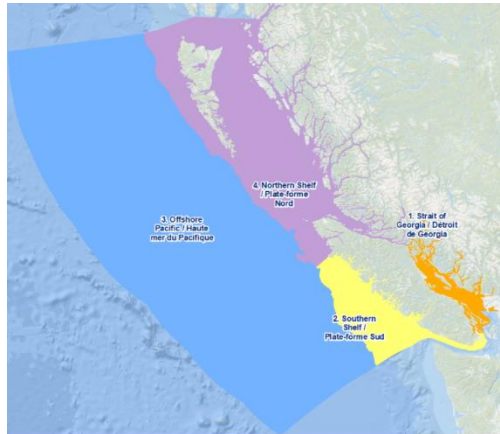 4. Northern Shelf
/ Plate-forme
Nord
1. Strait of
Georgia / Détroit
de Géorgia
3. Offshore
Pacific / Haute
mer du Pacifique
2. Southern
Shelf /
Plate-forme Sud